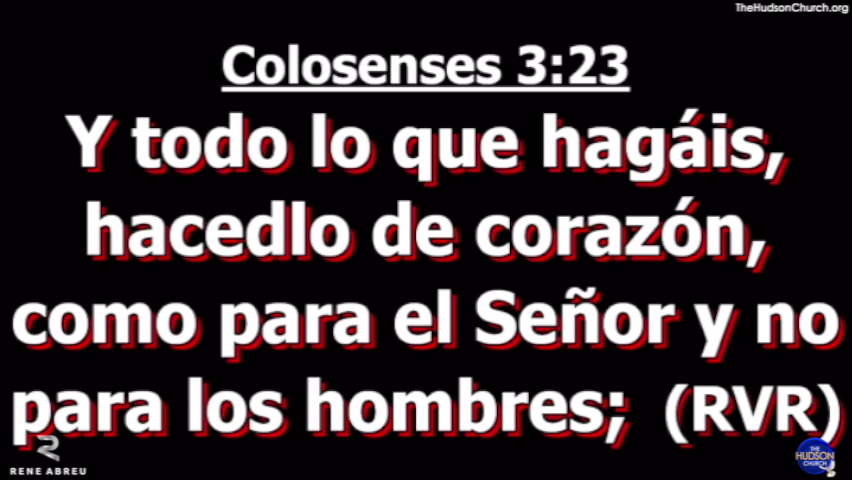 TheHudsonChurch.org
Colosenses 3:23
Y todo lo que hagáis,
hacedlo de corazón,
como para el Señor y no
para los hombres; (RVR)
RENE ABREU
THE
HUDSON
CHURCH